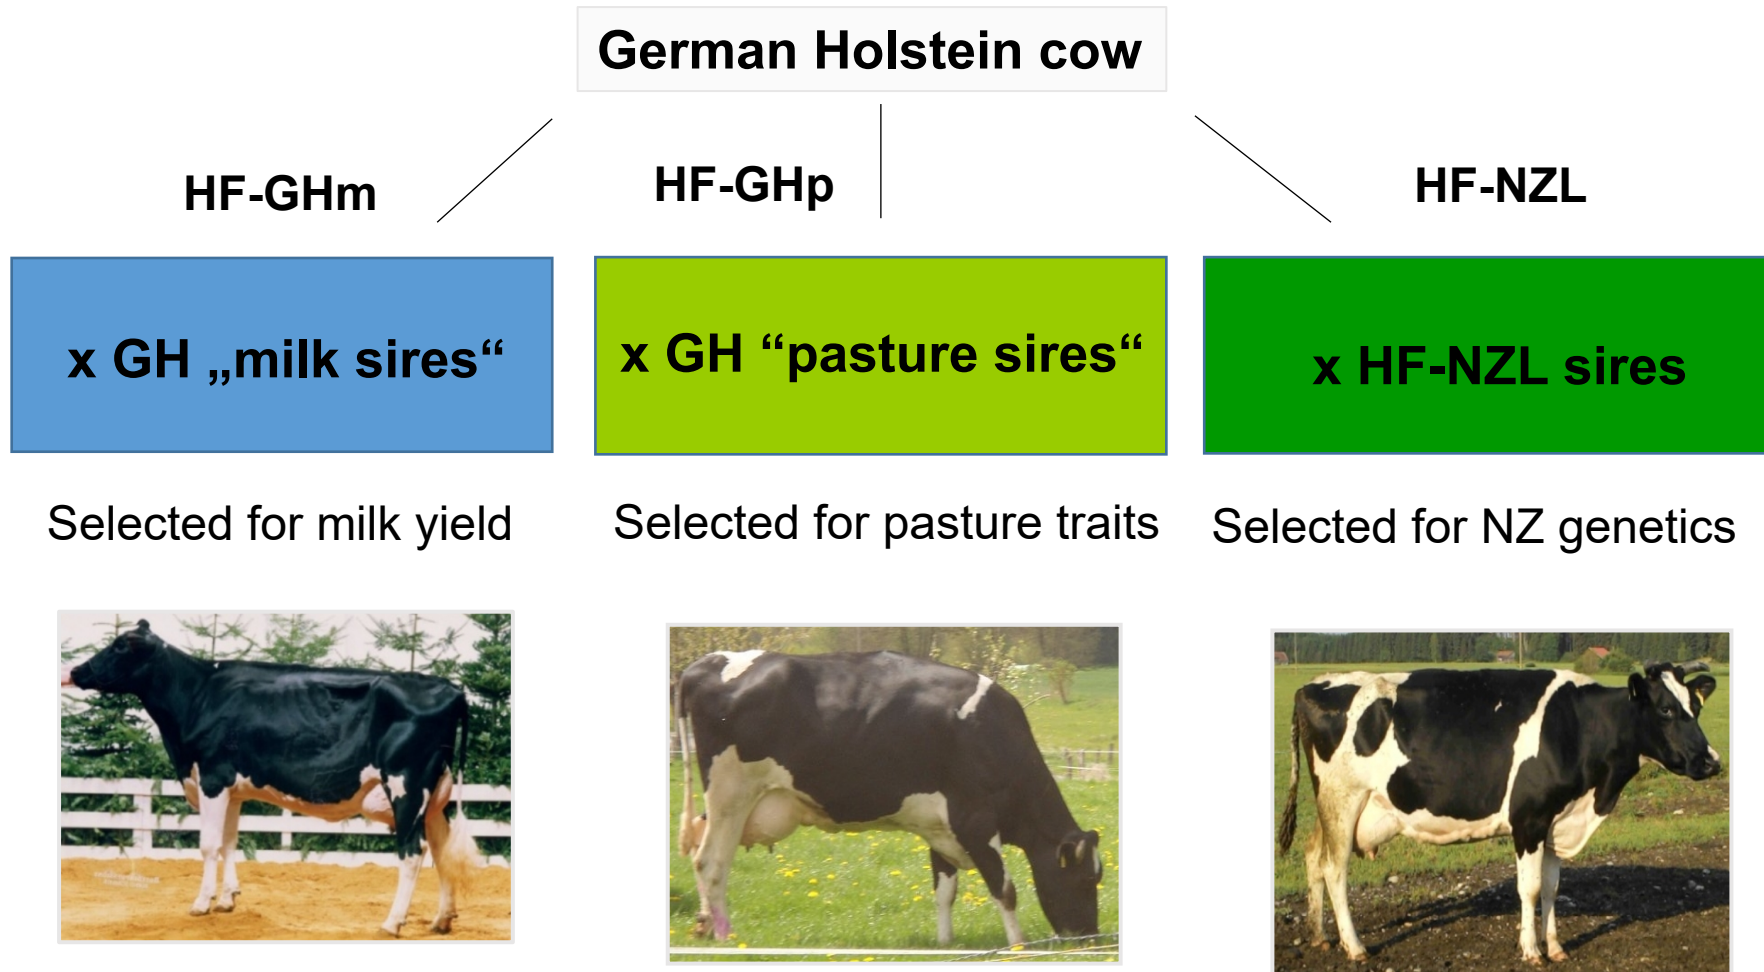 German Holstein cow
HF-GHm
HF-GHp
HF-NZL
x GH „milk sires“
x GH “pasture sires“
x HF-NZL sires
Selected for milk yield
Selected for pasture traits
Selected for NZ genetics